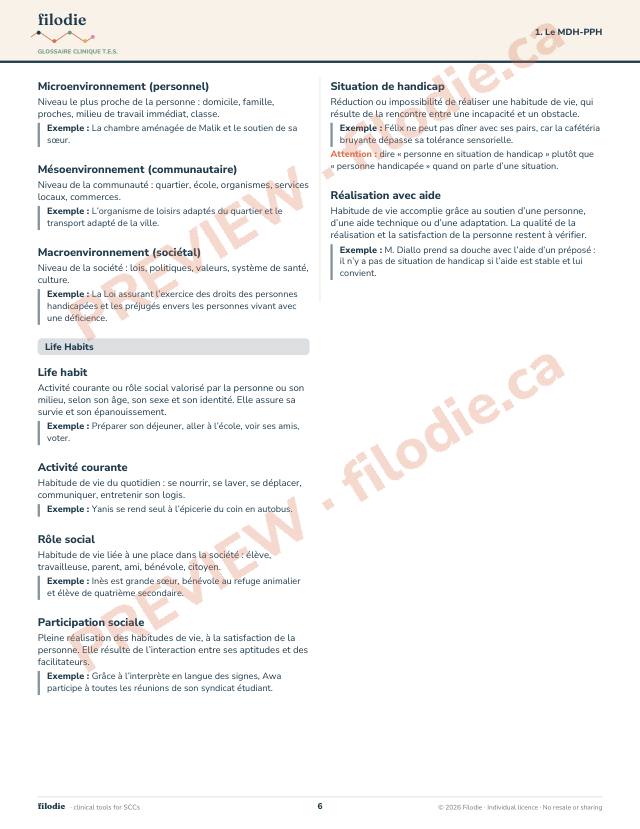 filodie
GLOSSAIRE CLINIQUE T.E.S.
1. Le MDH-PPH
Microenvironnement (personnel)
Niveau le plus proche de la personne : domicile, famille,
proches, milieu de travail immédiat, classe.
Exemple : La chambre aménagée de Malik et le soutien de sa
sœur.
Mésoenvironnement (communautaire)
Niveau de la communauté : quartier, école, organismes, services
locaux, commerces.
Exemple : L’organisme de loisirs adaptés du quartier et le
transport adapté de la ville.
Macroenvironnement (sociétal)
Niveau de la société : lois, politiques, valeurs, système de santé,
culture.
Exemple : La Loi assurant l’exercice des droits des personnes
handicapées et les préjugés envers les personnes vivant avec
une déficience.
Life Habits
Life habit
Activité courante ou rôle social valorisé par la personne ou son
milieu, selon son âge, son sexe et son identité. Elle assure sa
survie et son épanouissement.
Exemple : Préparer son déjeuner, aller à l’école, voir ses amis,
voter.
Activité courante
Habitude de vie du quotidien : se nourrir, se laver, se déplacer,
communiquer, entretenir son logis.
Exemple : Yanis se rend seul à l’épicerie du coin en autobus.
Rôle social
Habitude de vie liée à une place dans la société : élève,
travailleuse, parent, ami, bénévole, citoyen.
Exemple : Inès est grande sœur, bénévole au refuge animalier
et élève de quatrième secondaire.
Participation sociale
Pleine réalisation des habitudes de vie, à la satisfaction de la
personne. Elle résulte de l’interaction entre ses aptitudes et des
facilitateurs.
Exemple : Grâce à l’interprète en langue des signes, Awa
participe à toutes les réunions de son syndicat étudiant.
Situation de handicap
Réduction ou impossibilité de réaliser une habitude de vie, qui
résulte de la rencontre entre une incapacité et un obstacle.
Exemple : Félix ne peut pas dîner avec ses pairs, car la cafétéria
bruyante dépasse sa tolérance sensorielle.
Attention : dire « personne en situation de handicap » plutôt que
« personne handicapée » quand on parle d’une situation.
Réalisation avec aide
Habitude de vie accomplie grâce au soutien d’une personne,
d’une aide technique ou d’une adaptation. La qualité de la
réalisation et la satisfaction de la personne restent à vérifier.
Exemple : M. Diallo prend sa douche avec l’aide d’un préposé :
il n’y a pas de situation de handicap si l’aide est stable et lui
convient.
PREVIEW · filodie.ca
PREVIEW · filodie.ca
filodie · clinical tools for SCCs
6
© 2026 Filodie · Individual licence · No resale or sharing